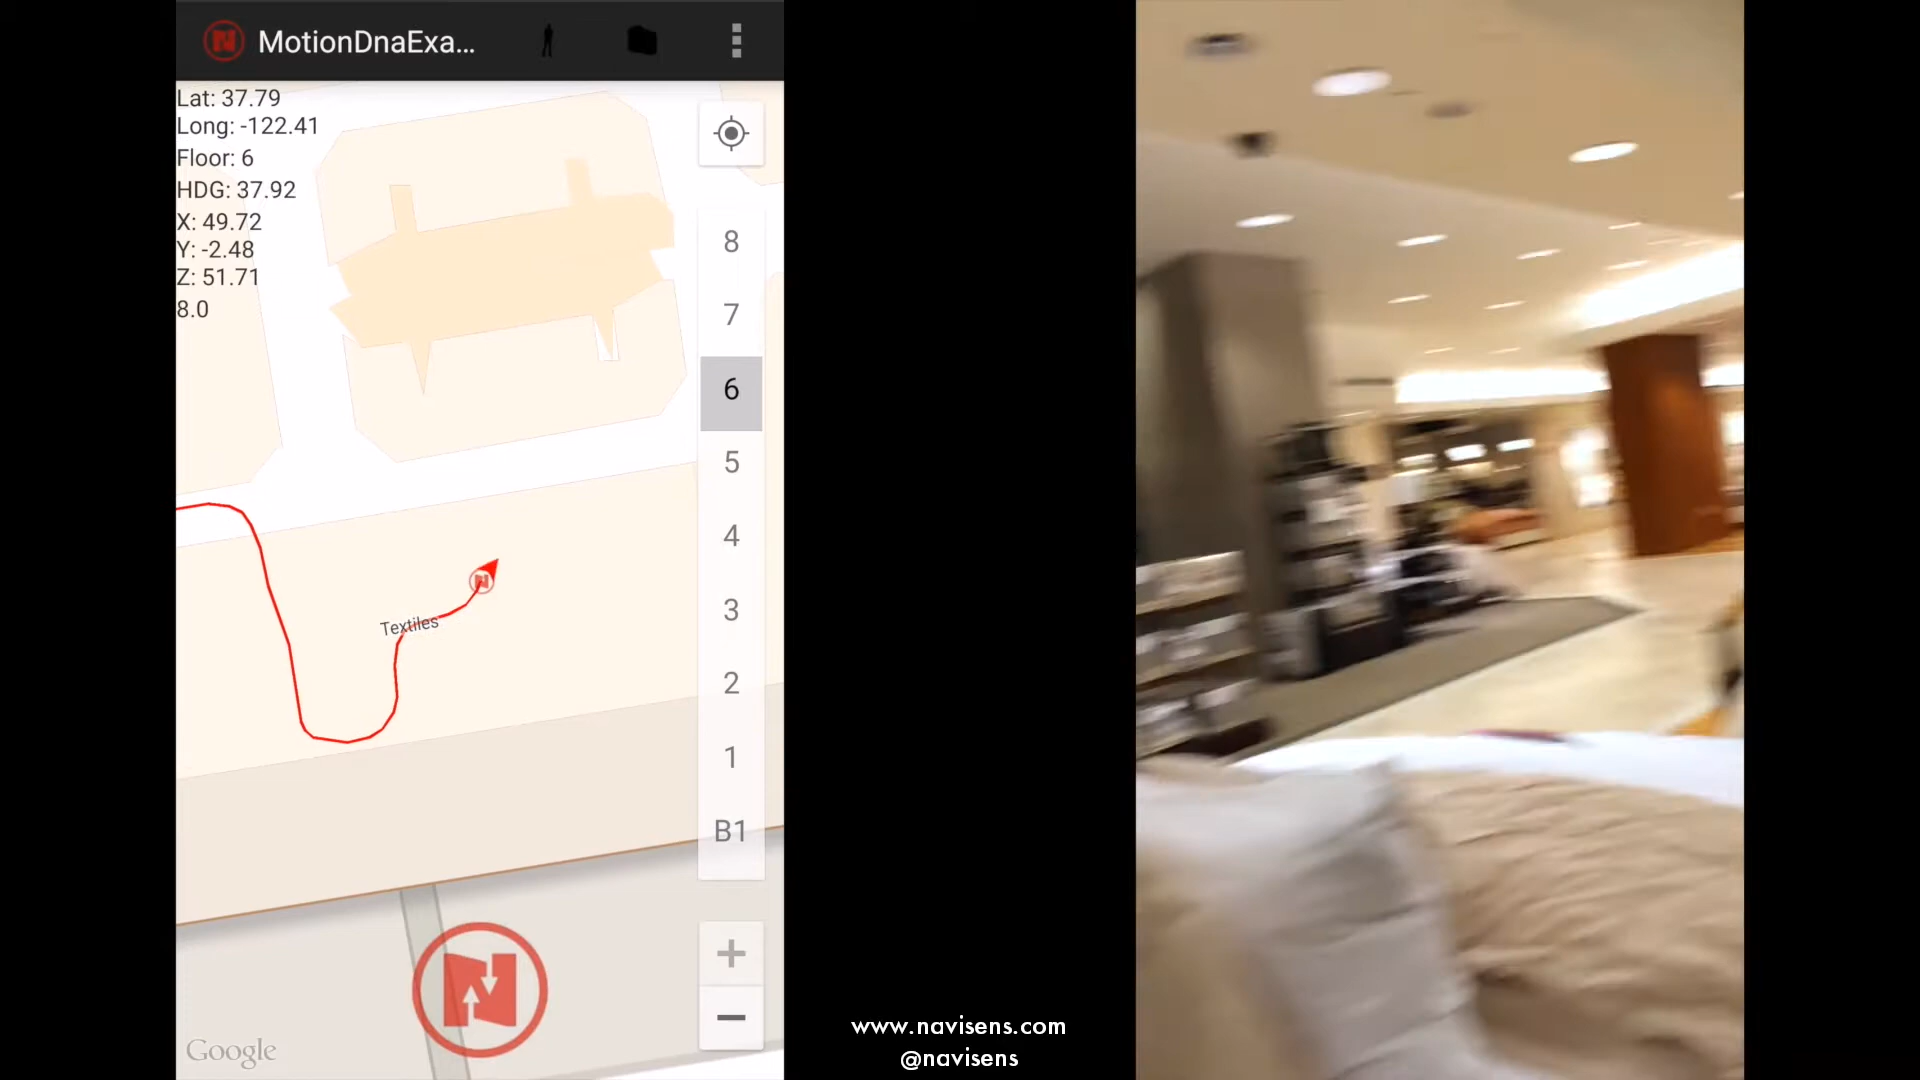 MotionDnaExa...
Lat: 37.79
Long: -122.41
Floor: 6
HDG: 37.92
X: 49.72
Y: -2.48
Z: 51.71
8.0
8
7
6
5
4
3
2
1
B1
Textiles
Google
www.navisens.com
@navisens